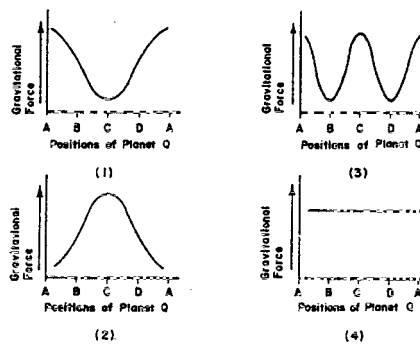 Gravitational
Force
A B C D A
Positions of Planet Q
(1)
Gravitational
Force
A B C D A
Positions of Planet Q
(3)
Gravitational
Force
A B C D A
Positions of Planet Q
(2)
Gravitational
Force
A B C D A
Positions of Planet Q
(4)